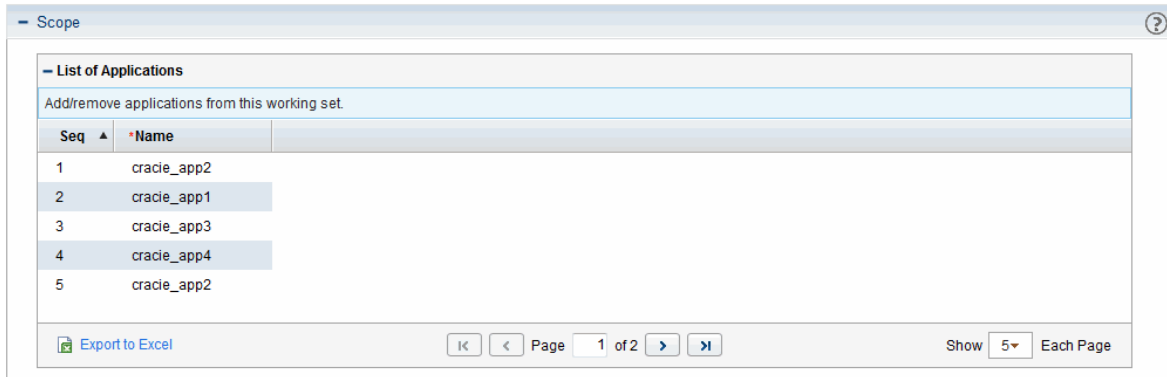 Scope
List of Applications
Add/remove applications from this working set.
Seq *Name
1 cracie_app2
2 cracie_app1
3 cracie_app3
4 cracie_app4
5 cracie_app2
Export to Excel Page 1 of 2 Show 5 Each Page